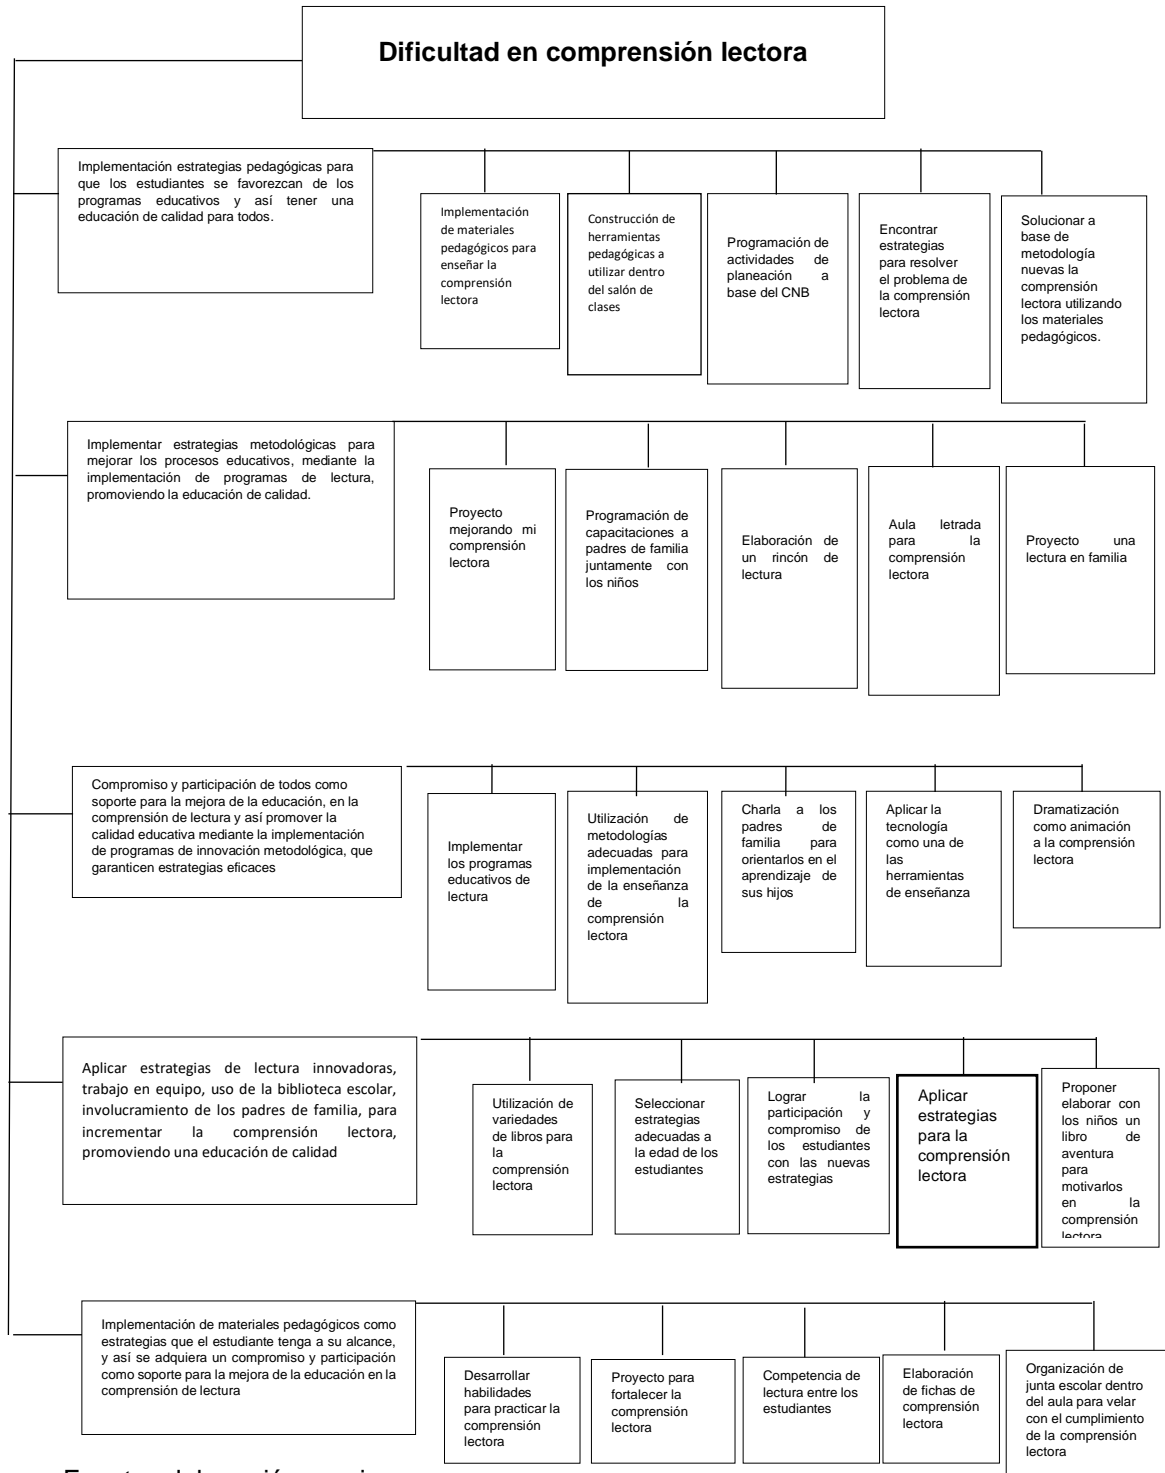 Dificultad en comprensión lectora
Implementación estrategias pedagógicas para
que los estudiantes se favorezcan de los
programas educativos y así tener una
educación de calidad para todos.
Implementación
de materiales
pedagógicos para
enseñar la
comprensión
lectora
Construcción de
herramientas
pedagógicas a
utilizar dentro
del salón de
clases
Programación de
actividades de
planeación a
base del CNB
Encontrar
estrategias
para resolver
el problema de
la comprensión
lectora
Solucionar a
base de
metodología
nuevas la
comprensión
lectora utilizando
los materiales
pedagógicos.
Implementar estrategias metodológicas para
mejorar los procesos educativos, mediante la
implementación de programas de lectura,
promoviendo la educación de calidad.
Proyecto
mejorando mi
comprensión
lectora
Programación de
capacitaciones a
padres de familia
juntamente con
los niños
Elaboración de
un rincón de
lectura
Aula letrada
para la
comprensión
lectora
Proyecto una
lectura en familia
Compromiso y participación de todos como
soporte para la mejora de la educación, en la
comprensión de lectura y así promover la
calidad educativa mediante la implementación
de programas de innovación metodológica, que
garanticen estrategias eficaces
Implementar
los programas
educativos de
lectura
Utilización de
metodologías
adecuadas para
implementación
de la enseñanza
de la
comprensión
lectora
Charla a los
padres de
familia para
orientarlos en el
aprendizaje de
sus hijos
Aplicar la
tecnología
como una de
las
herramientas
de enseñanza
Dramatización
como animación
a la comprensión
lectora
Aplicar estrategias de lectura innovadoras,
trabajo en equipo, uso de la biblioteca escolar,
involucramiento de los padres de familia, para
incrementar la comprensión lectora,
promoviendo una educación de calidad
Utilización de
variedades
de libros para
la
comprensión
lectora
Seleccionar
estrategias
adecuadas a
la edad de los
estudiantes
Lograr la
participación y
compromiso de
los estudiantes
con las nuevas
estrategias
Aplicar
estrategias
para la
comprensión
lectora
Proponer
elaborar con
los niños un
libro de
aventura
para
motivarlos
en la
comprensión
lectora
Implementación de materiales pedagógicos como
estrategias que el estudiante tenga a su alcance,
y así se adquiera un compromiso y participación
como soporte para la mejora de la educación en la
comprensión de lectura
Desarrollar
habilidades
para practicar la
comprensión
lectora
Proyecto para
fortalecer la
comprensión
lectora
Competencia de
lectura entre los
estudiantes
Elaboración
de fichas de
comprensión
lectora
Organización de
junta escolar dentro
del aula para velar
con el cumplimiento
de la comprensión
lectora